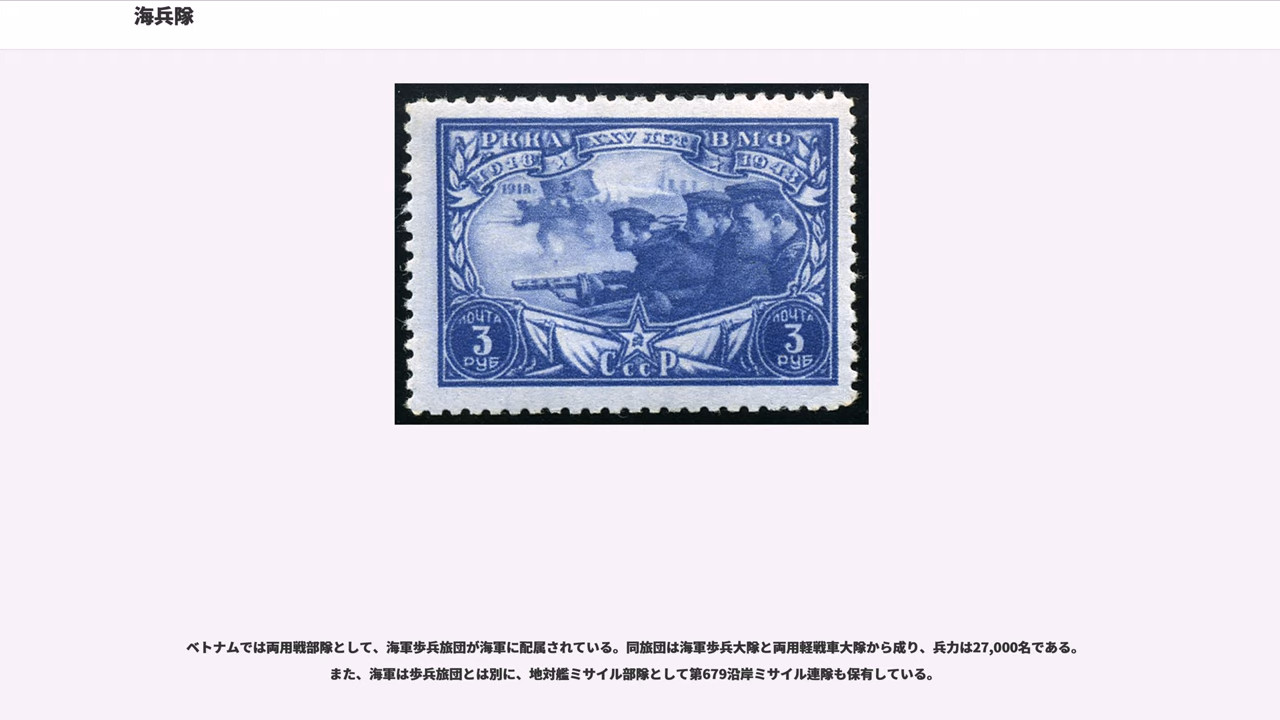 海兵隊
РККА XXV ЛЕТ ВМФ
1918 X 1943
1918г.
ПОЧТА ПОЧТА
3 3
РУБ РУБ
СССР
ベトナムでは両用戦部隊として、海軍歩兵旅団が海軍に配属されている。同旅団は海軍歩兵大隊と両用軽戦車大隊から成り、兵力は27,000名である。
また、海軍は歩兵旅団とは別に、地対艦ミサイル部隊として第679沿岸ミサイル連隊も保有している。